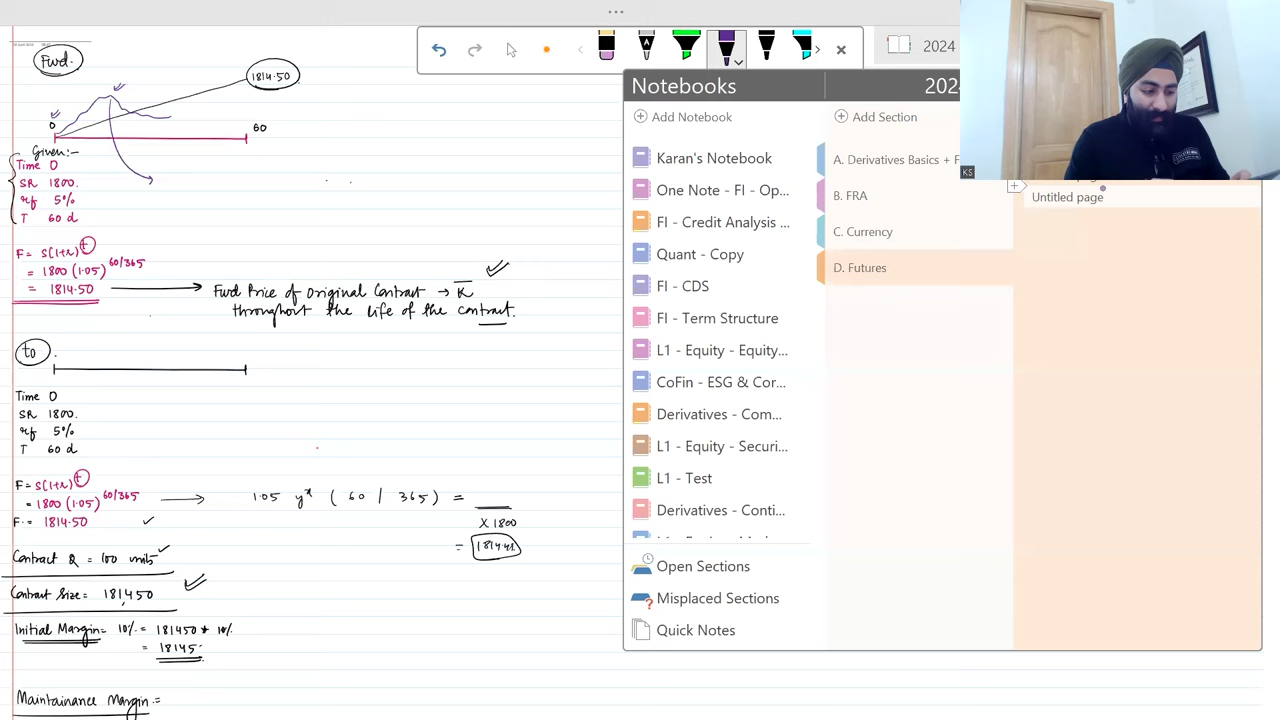 Fwd.
1814.50
0
60
Given:-
Time 0
SR 1800.
rf 5%
T 60 d
F = S(1+r)^t
= 1800 (1.05)^60/365
= 1814.50
Fwd Price of Original Contract → K
throughout the life of the contract.
to
Time 0
SR 1800.
rf 5%
T 60 d
F = S(1+r)^t
= 1800 (1.05)^60/365
F = 1814.50
1.05 y^x ( 60 / 365) =
X 1800
= 1814.49
Contract Q = 100 units
Contract Size = 181,450
Initial Margin = 10% = 181450 * 10%
= 18145
Maintainance Margin =
2024
Notebooks
202
Add Notebook
Karan's Notebook
One Note - FI - Op...
FI - Credit Analysis ...
Quant - Copy
FI - CDS
FI - Term Structure
L1 - Equity - Equity...
CoFin - ESG & Cor...
Derivatives - Com...
L1 - Equity - Securi...
L1 - Test
Derivatives - Conti...
Open Sections
Misplaced Sections
Quick Notes
Add Section
A. Derivatives Basics + F
B. FRA
C. Currency
D. Futures
Untitled page
KS